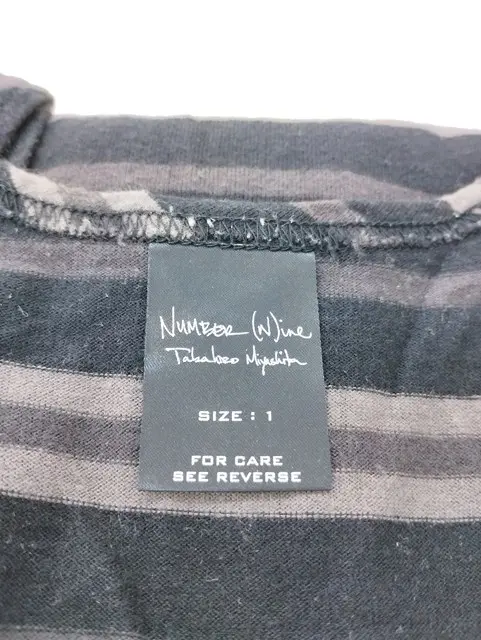 NUMBER (N)ine
Takahiro Miyashita
SIZE : 1
FOR CARE
SEE REVERSE